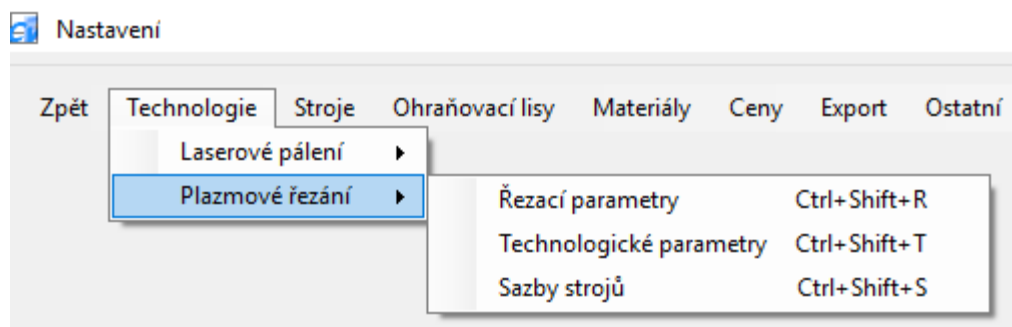 Nastavení
Zpět Technologie Stroje Ohraňovací lisy Materiály Ceny Export Ostatní
Laserové pálení
Plazmové řezání
Řezací parametry Ctrl+Shift+R
Technologické parametry Ctrl+Shift+T
Sazby strojů Ctrl+Shift+S